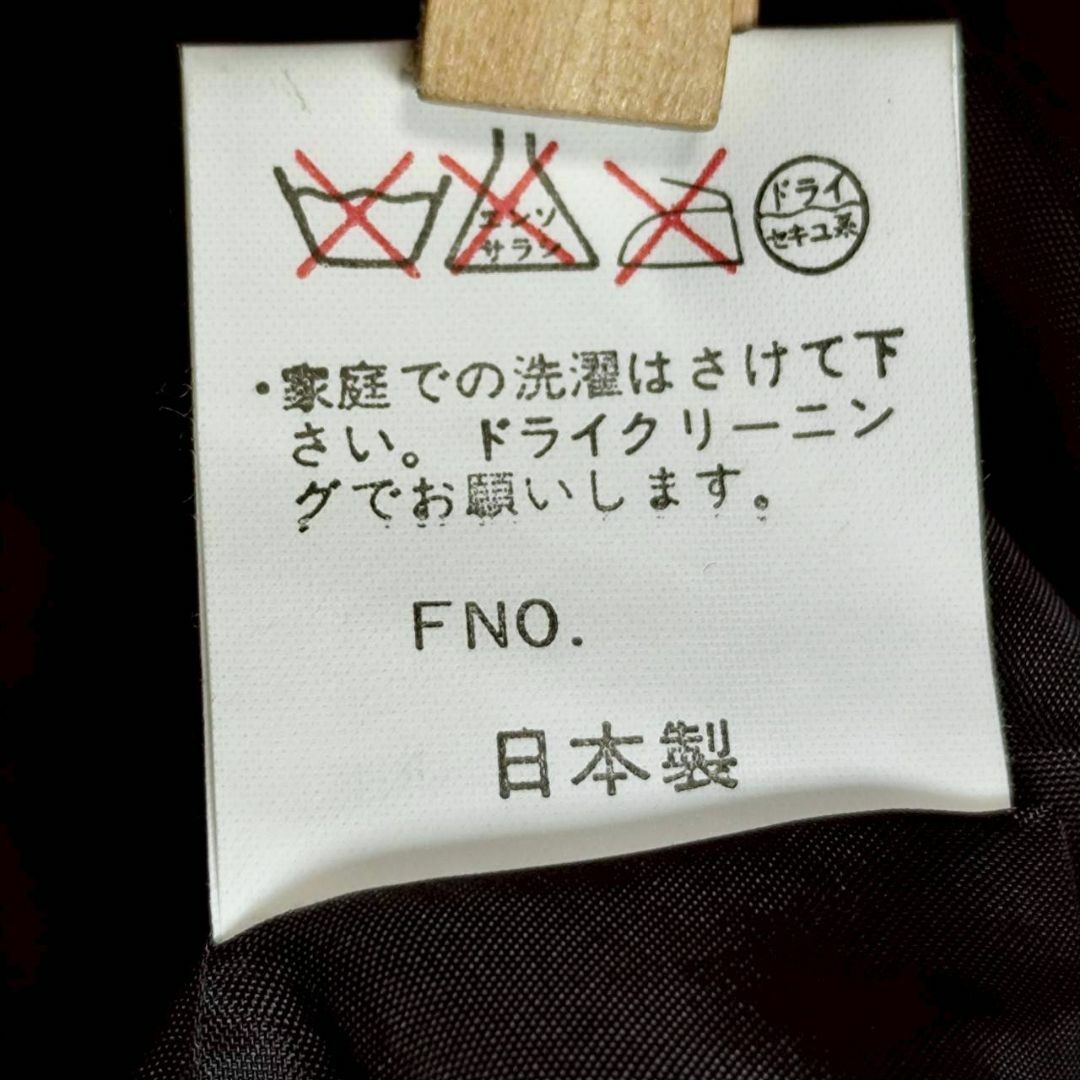 エンソ
サラシ
ドライ
セキユ系
・家庭での洗濯はさけて下
さい。ドライクリーニン
グでお願いします。
FNO.
日本製